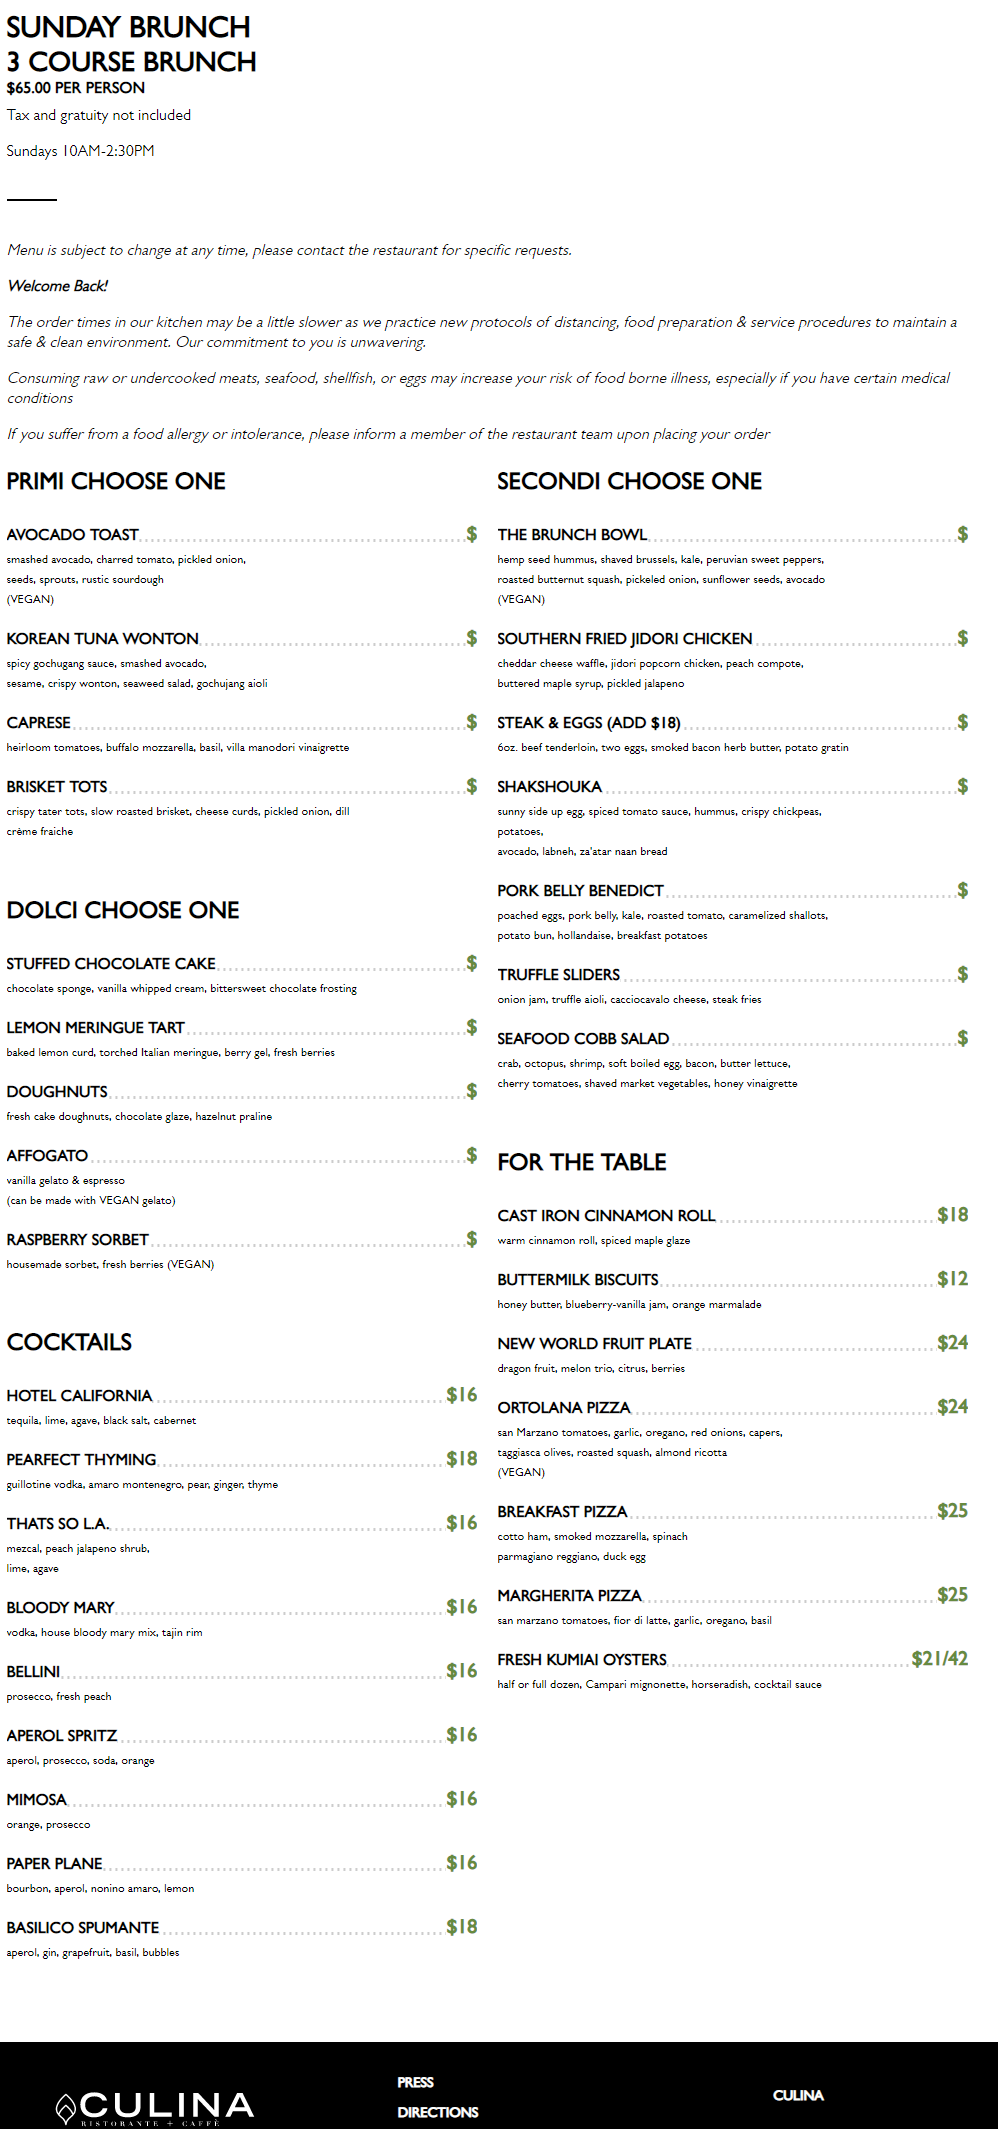 SUNDAY BRUNCH
3 COURSE BRUNCH
$65.00 PER PERSON
Tax and gratuity not included
Sundays 10AM-2:30PM
Menu is subject to change at any time, please contact the restaurant for specific requests.
Welcome Back!
The order times in our kitchen may be a little slower as we practice new protocols of distancing, food preparation & service procedures to maintain a
safe & clean environment. Our commitment to you is unwavering.
Consuming raw or undercooked meats, seafood, shellfish, or eggs may increase your risk of food borne illness, especially if you have certain medical
conditions
If you suffer from a food allergy or intolerance, please inform a member of the restaurant team upon placing your order
PRIMI CHOOSE ONE
AVOCADO TOAST $
smashed avocado, charred tomato, pickled onion,
seeds, sprouts, rustic sourdough
(VEGAN)
KOREAN TUNA WONTON $
spicy gochugang sauce, smashed avocado,
sesame, crispy wonton, seaweed salad, gochujang aioli
CAPRESE $
heirloom tomatoes, buffalo mozzarella, basil, villa manodori vinaigrette
BRISKET TOTS $
crispy tater tots, slow roasted brisket, cheese curds, pickled onion, dill
crème fraiche
DOLCI CHOOSE ONE
STUFFED CHOCOLATE CAKE $
chocolate sponge, vanilla whipped cream, bittersweet chocolate frosting
LEMON MERINGUE TART $
baked lemon curd, torched Italian meringue, berry gel, fresh berries
DOUGHNUTS $
fresh cake doughnuts, chocolate glaze, hazelnut praline
AFFOGATO $
vanilla gelato & espresso
(can be made with VEGAN gelato)
RASPBERRY SORBET $
housemade sorbet, fresh berries (VEGAN)
COCKTAILS
HOTEL CALIFORNIA $16
tequila, lime, agave, black salt, cabernet
PEARFECT THYMING $18
guillotine vodka, amaro montenegro, pear, ginger, thyme
THATS SO L.A. $16
mezcal, peach jalapeno shrub,
lime, agave
BLOODY MARY $16
vodka, house bloody mary mix, tajin rim
BELLINI $16
prosecco, fresh peach
APEROL SPRITZ $16
aperol, prosecco, soda, orange
MIMOSA $16
orange, prosecco
PAPER PLANE $16
bourbon, aperol, nonino amaro, lemon
BASILICO SPUMANTE $18
aperol, gin, grapefruit, basil, bubbles
SECONDI CHOOSE ONE
THE BRUNCH BOWL $
hemp seed hummus, shaved brussels, kale, peruvian sweet peppers,
roasted butternut squash, pickeled onion, sunflower seeds, avocado
(VEGAN)
SOUTHERN FRIED JIDORI CHICKEN $
cheddar cheese waffle, jidori popcorn chicken, peach compote,
buttered maple syrup, pickled jalapeno
STEAK & EGGS (ADD $18) $
6oz. beef tenderloin, two eggs, smoked bacon herb butter, potato gratin
SHAKSHOUKA $
sunny side up egg, spiced tomato sauce, hummus, crispy chickpeas,
potatoes,
avocado, labneh, za'atar naan bread
PORK BELLY BENEDICT $
poached eggs, pork belly, kale, roasted tomato, caramelized shallots,
potato bun, hollandaise, breakfast potatoes
TRUFFLE SLIDERS $
onion jam, truffle aioli, cacciocavalo cheese, steak fries
SEAFOOD COBB SALAD $
crab, octopus, shrimp, soft boiled egg, bacon, butter lettuce,
cherry tomatoes, shaved market vegetables, honey vinaigrette
FOR THE TABLE
CAST IRON CINNAMON ROLL $18
warm cinnamon roll, spiced maple glaze
BUTTERMILK BISCUITS $12
honey butter, blueberry-vanilla jam, orange marmalade
NEW WORLD FRUIT PLATE $24
dragon fruit, melon trio, citrus, berries
ORTOLANA PIZZA $24
san Marzano tomatoes, garlic, oregano, red onions, capers,
taggiasca olives, roasted squash, almond ricotta
(VEGAN)
BREAKFAST PIZZA $25
cotto ham, smoked mozzarella, spinach
parmagiano reggiano, duck egg
MARGHERITA PIZZA $25
san marzano tomatoes, fior di latte, garlic, oregano, basil
FRESH KUMIAI OYSTERS $21/42
half or full dozen, Campari mignonette, horseradish, cocktail sauce
CULINA
RISTORANTE + CAFFÈ
PRESS
DIRECTIONS
CULINA